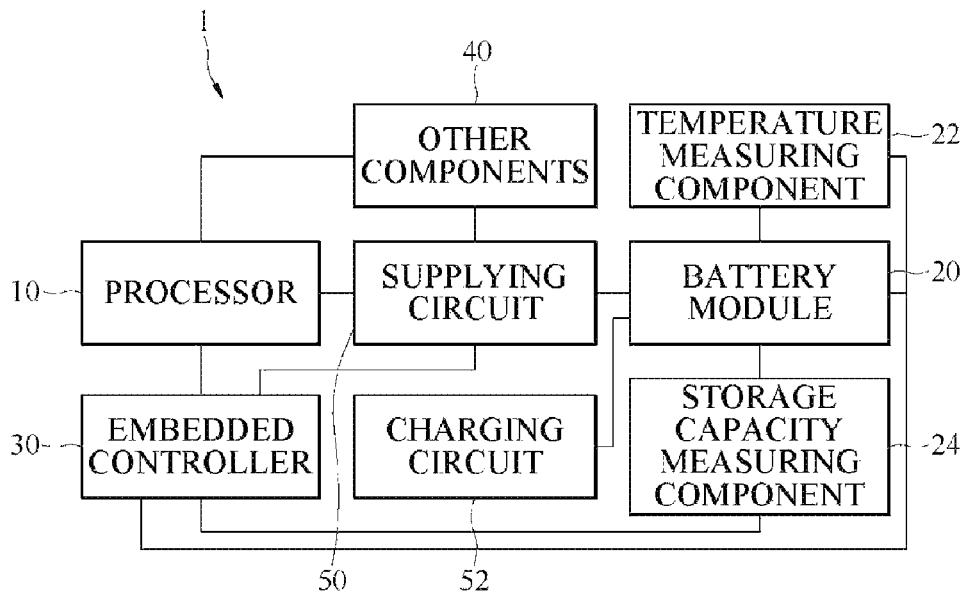 1
40
OTHER
COMPONENTS
TEMPERATURE
MEASURING
COMPONENT
22
10
PROCESSOR
SUPPLYING
CIRCUIT
BATTERY
MODULE
20
30
EMBEDDED
CONTROLLER
CHARGING
CIRCUIT
STORAGE
CAPACITY
MEASURING
COMPONENT
24
50
52